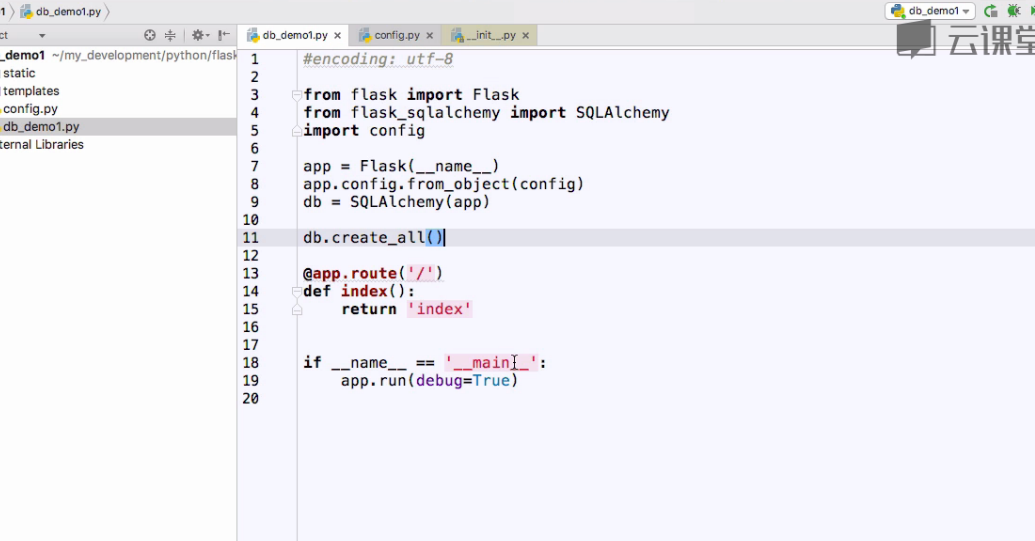 1 db_demo1.py
db_demo1
云课堂
ct
db_demo1.py config.py __init__.py
_demo1 ~/my_development/python/flask
static
templates
config.py
db_demo1.py
ternal Libraries
1 #encoding: utf-8
2
3 from flask import Flask
4 from flask_sqlalchemy import SQLAlchemy
5 import config
6
7 app = Flask(__name__)
8 app.config.from_object(config)
9 db = SQLAlchemy(app)
10
11 db.create_all()
12
13 @app.route('/')
14 def index():
15 return 'index'
16
17
18 if __name__ == '__main__':
19 app.run(debug=True)
20